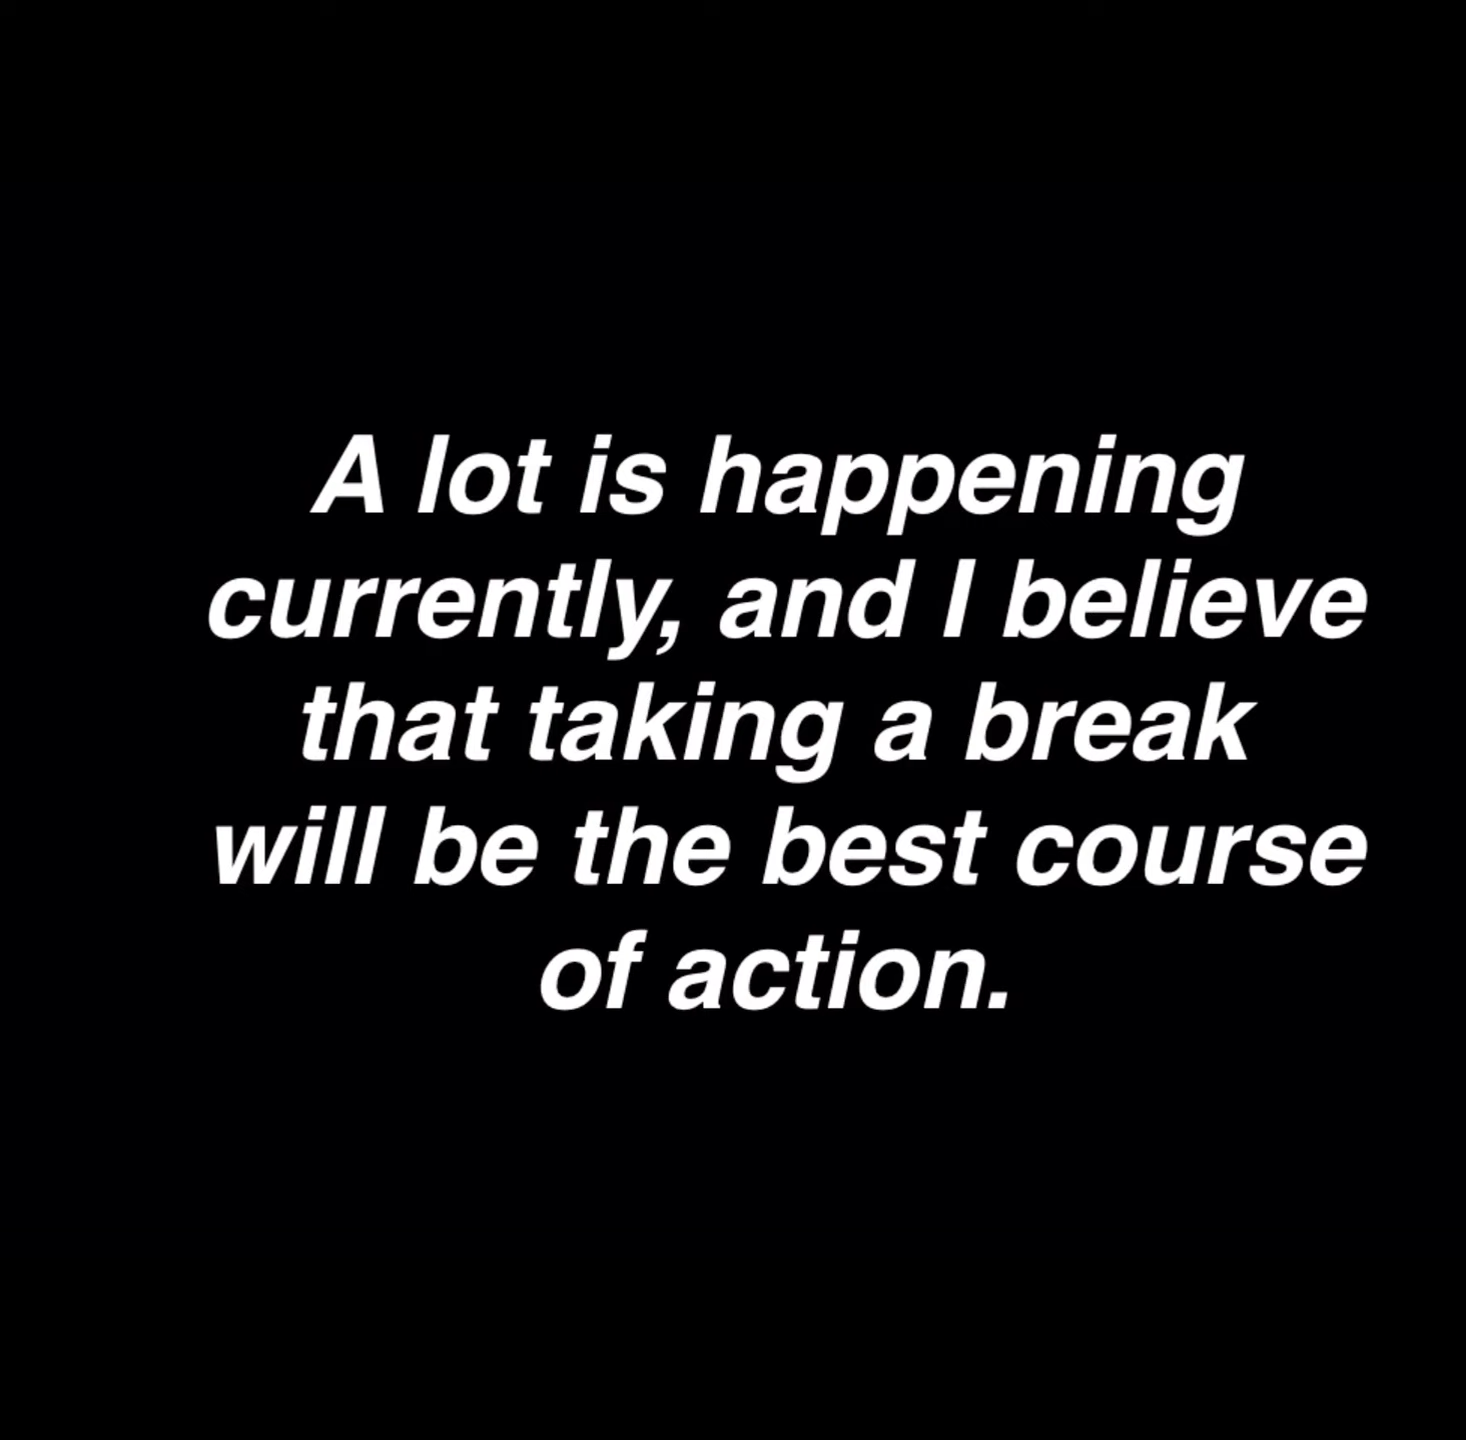 A lot is happening
currently, and I believe
that taking a break
will be the best course
of action.